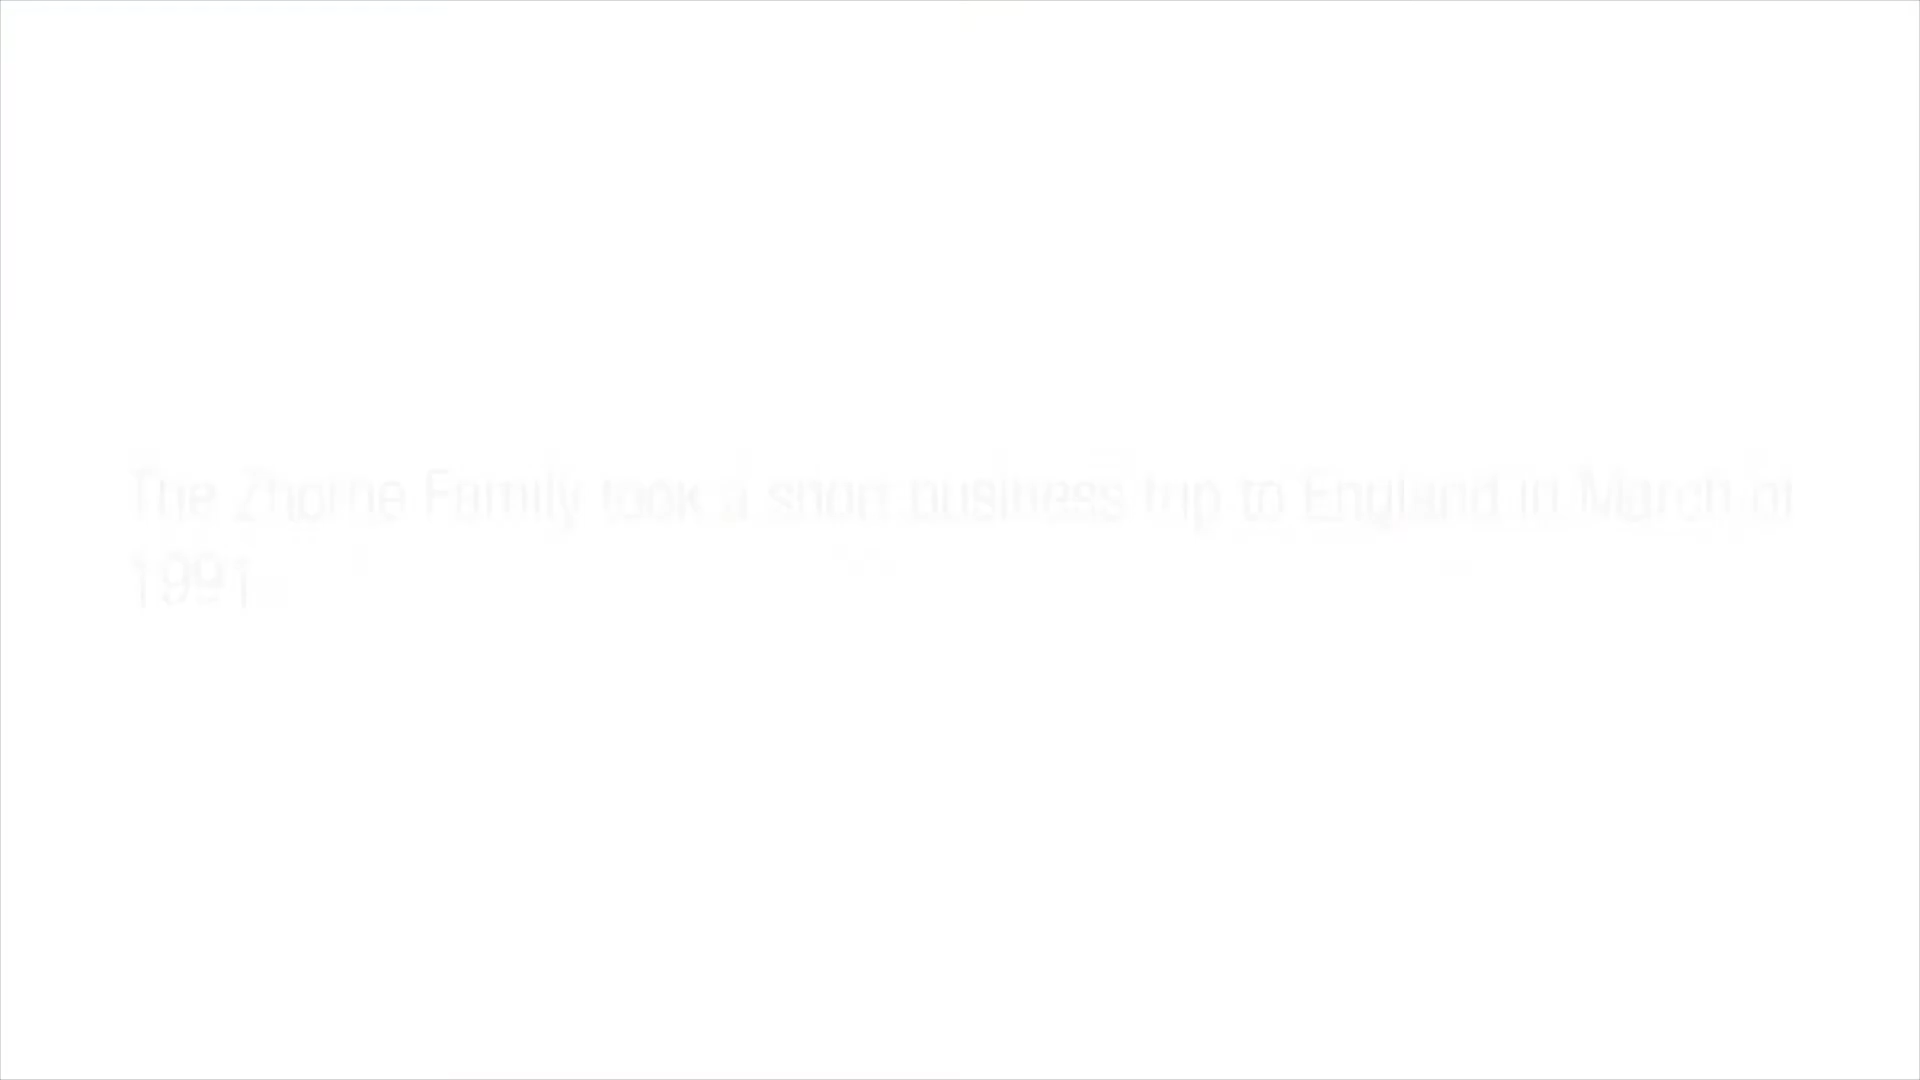 The Zhorne Family took a short business trip to England in March of
1991.